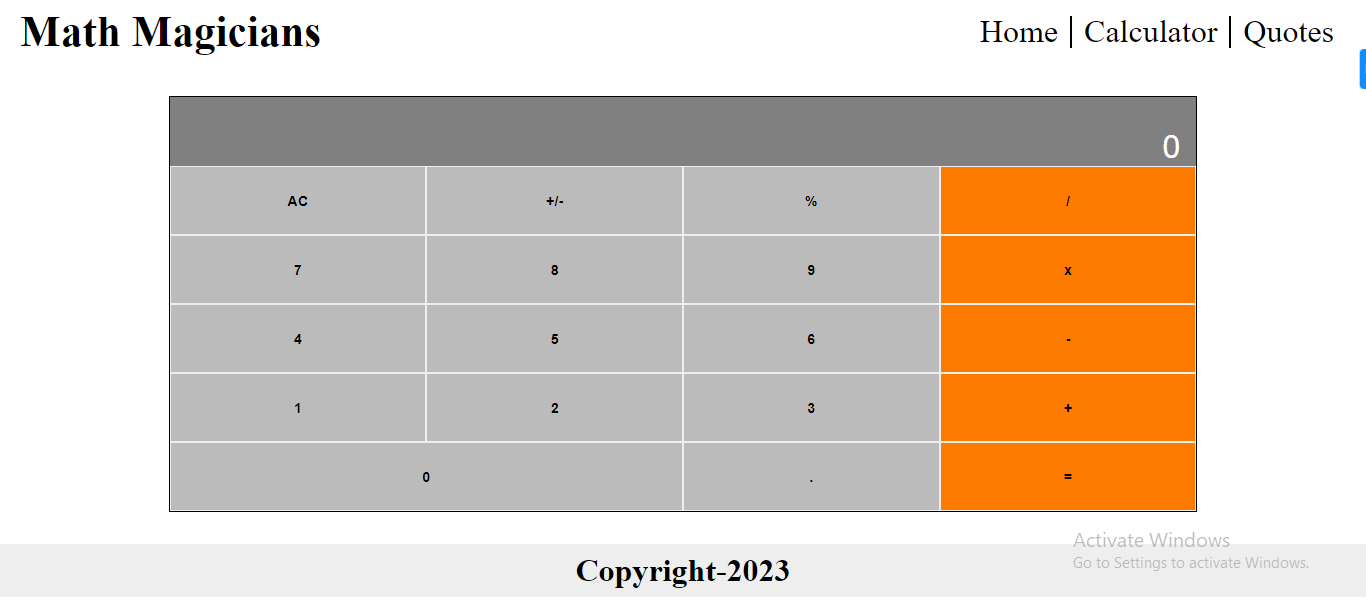 Math Magicians
Home | Calculator | Quotes
0
AC +/- % /
7 8 9 x
4 5 6 -
1 2 3 +
0 . =
Activate Windows
Go to Settings to activate Windows.
Copyright-2023